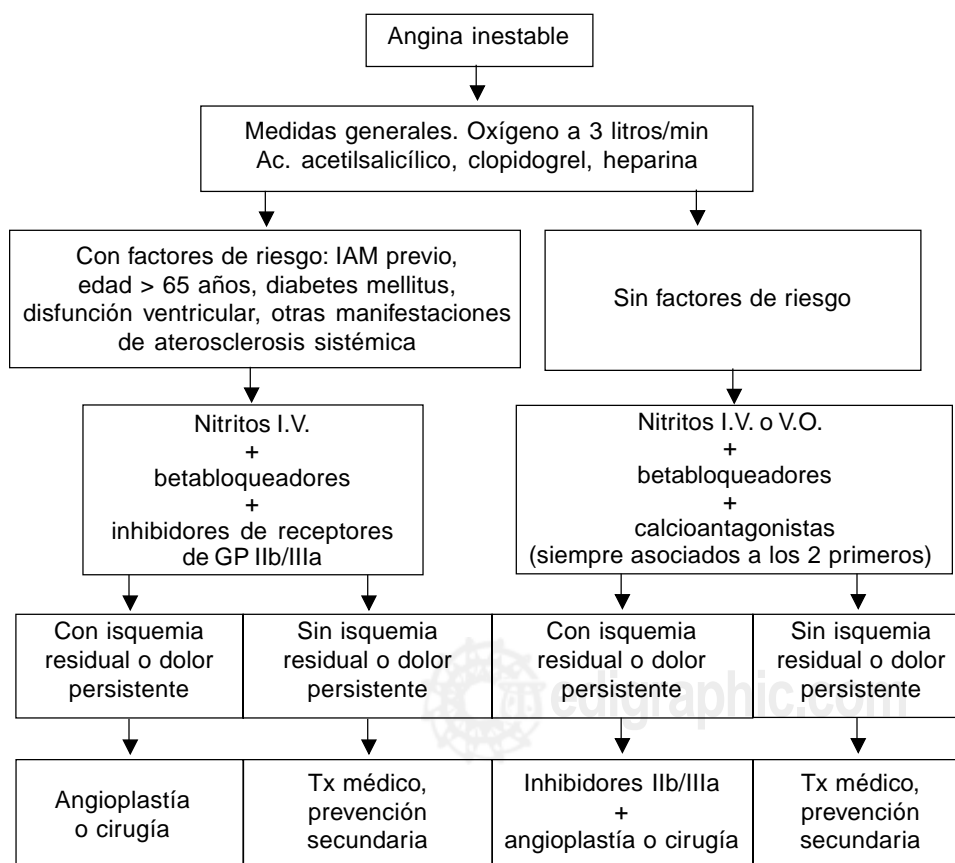 Angina inestable
Medidas generales. Oxígeno a 3 litros/min
Ac. acetilsalicílico, clopidogrel, heparina
Con factores de riesgo: IAM previo,
edad > 65 años, diabetes mellitus,
disfunción ventricular, otras manifestaciones
de aterosclerosis sistémica
Sin factores de riesgo
Nitritos I.V.
+
betabloqueadores
+
inhibidores de receptores
de GP IIb/IIIa
Nitritos I.V. o V.O.
+
betabloqueadores
+
calcioantagonistas
(siempre asociados a los 2 primeros)
Con isquemia
residual o dolor
persistente
Sin isquemia
residual o dolor
persistente
Con isquemia
residual o dolor
persistente
Sin isquemia
residual o dolor
persistente
edigraphic.com
Angioplastía
o cirugía
Tx médico,
prevención
secundaria
Inhibidores IIb/IIIa
+
angioplastía o cirugía
Tx médico,
prevención
secundaria